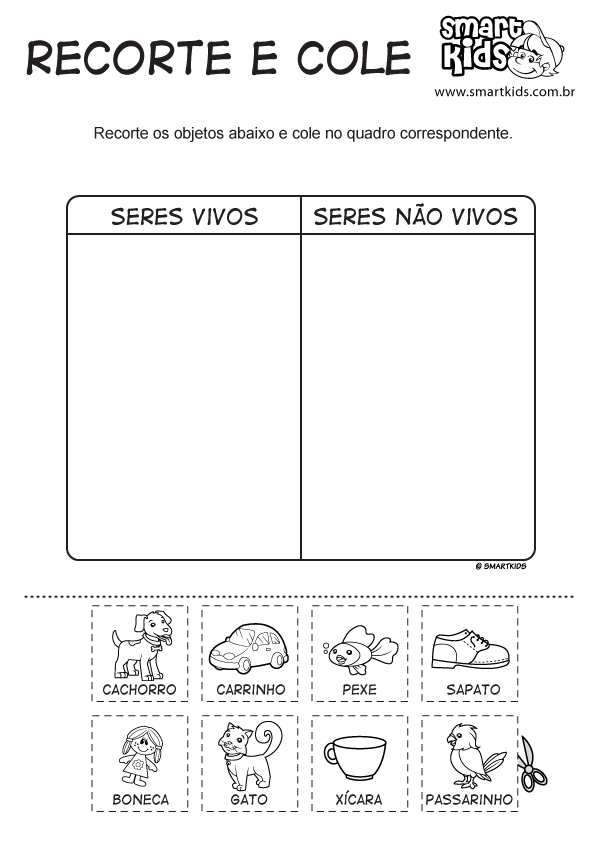 RECORTE E COLE
smart
kids
www.smartkids.com.br
Recorte os objetos abaixo e cole no quadro correspondente.
SERES VIVOS
SERES NÃO VIVOS
© SMARTKIDS
CACHORRO
CARRINHO
PEXE
SAPATO
BONECA
GATO
XÍCARA
PASSARINHO